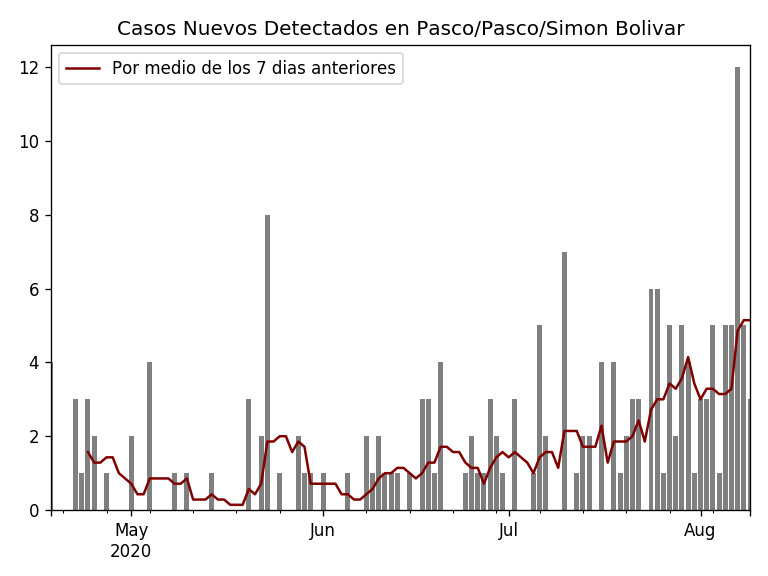 Casos Nuevos Detectados en Pasco/Pasco/Simon Bolivar
Por medio de los 7 dias anteriores
12
10
8
6
4
2
0
May
2020
Jun
Jul
Aug